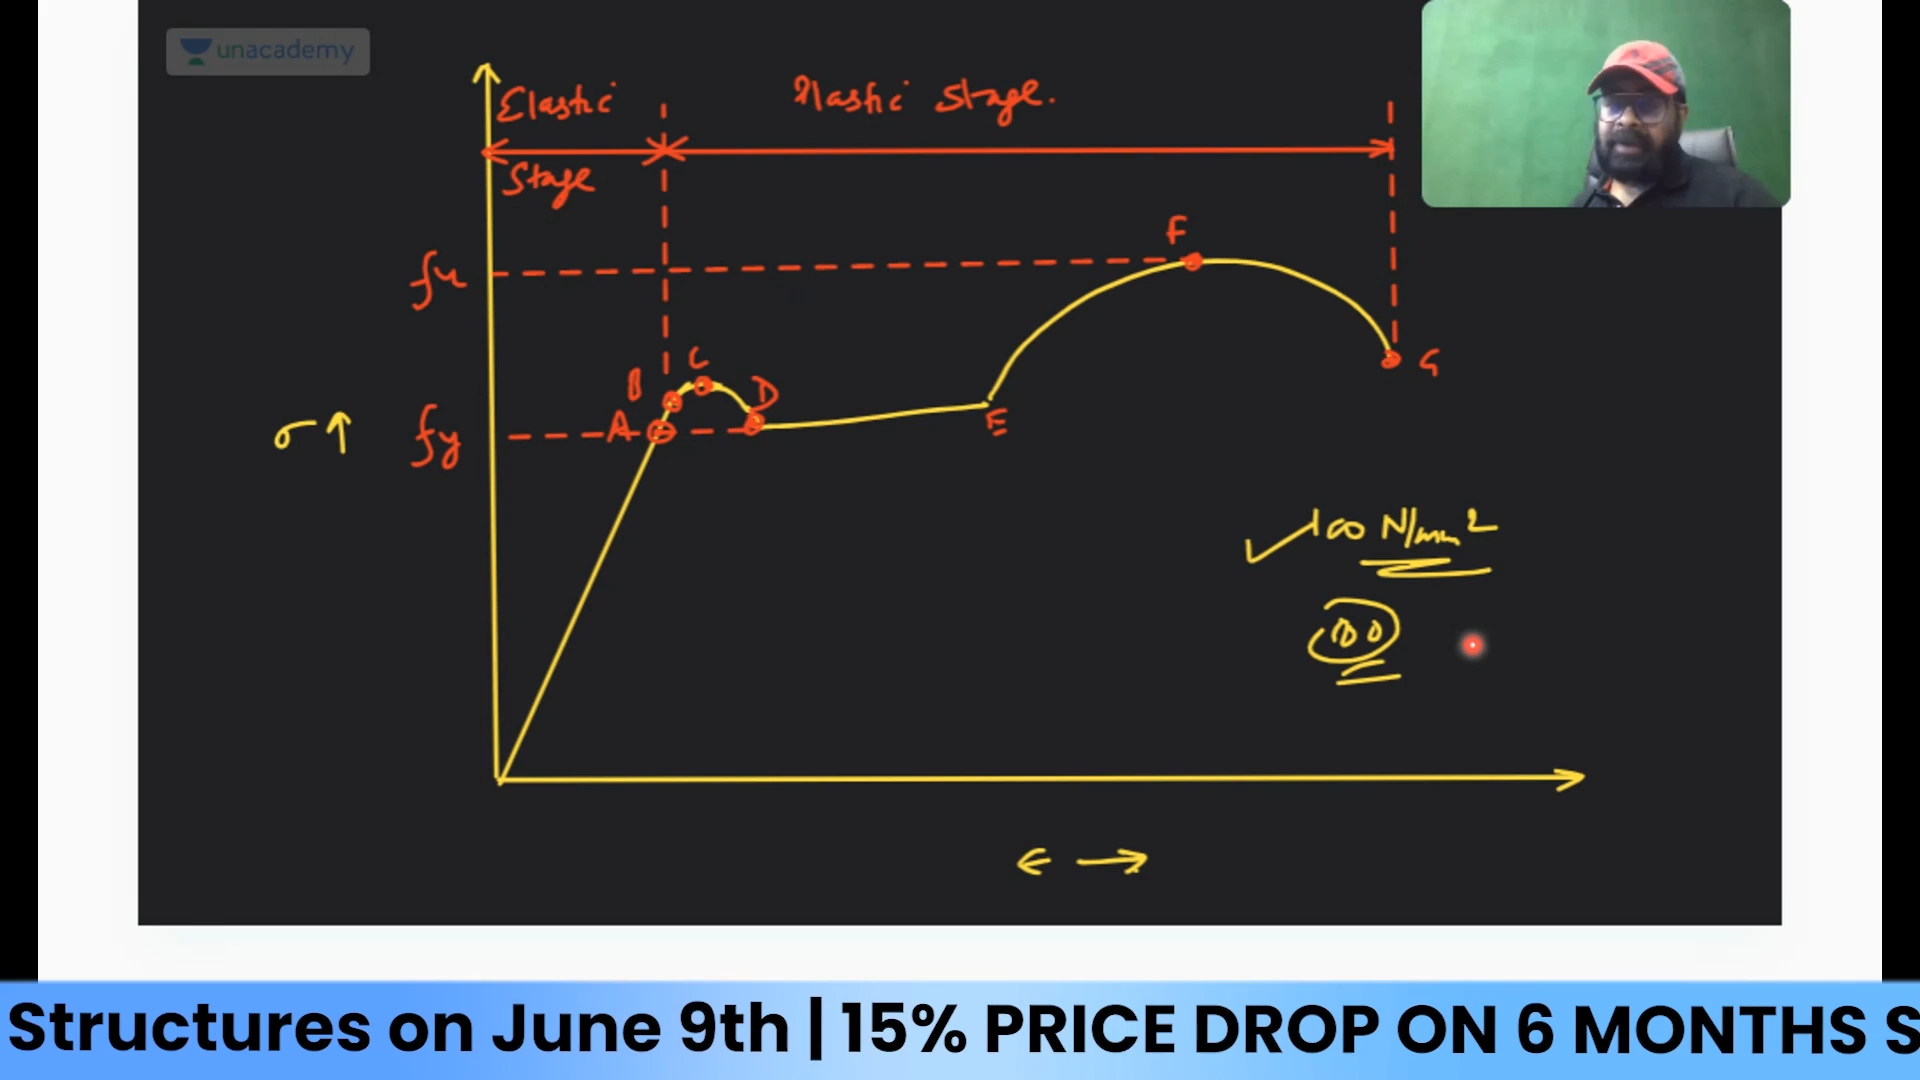 unacademy
Elastic
Stage
Plastic Stage.
fu
F
G
B
C
D
A
fy
σ ↑
E
✓ 100 N/mm²
100
ϵ →
Structures on June 9th | 15% PRICE DROP ON 6 MONTHS S